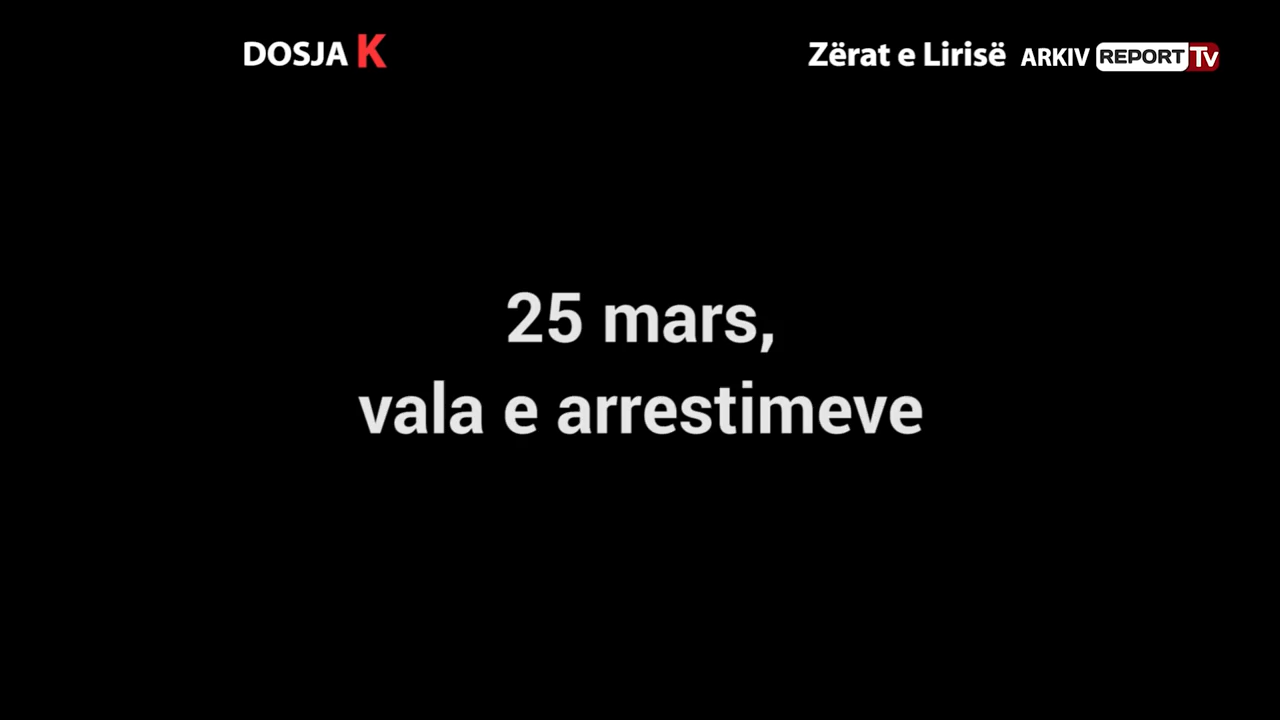 DOSJA K
Zërat e Lirisë ARKIV REPORT Tv
25 mars,
vala e arrestimeve